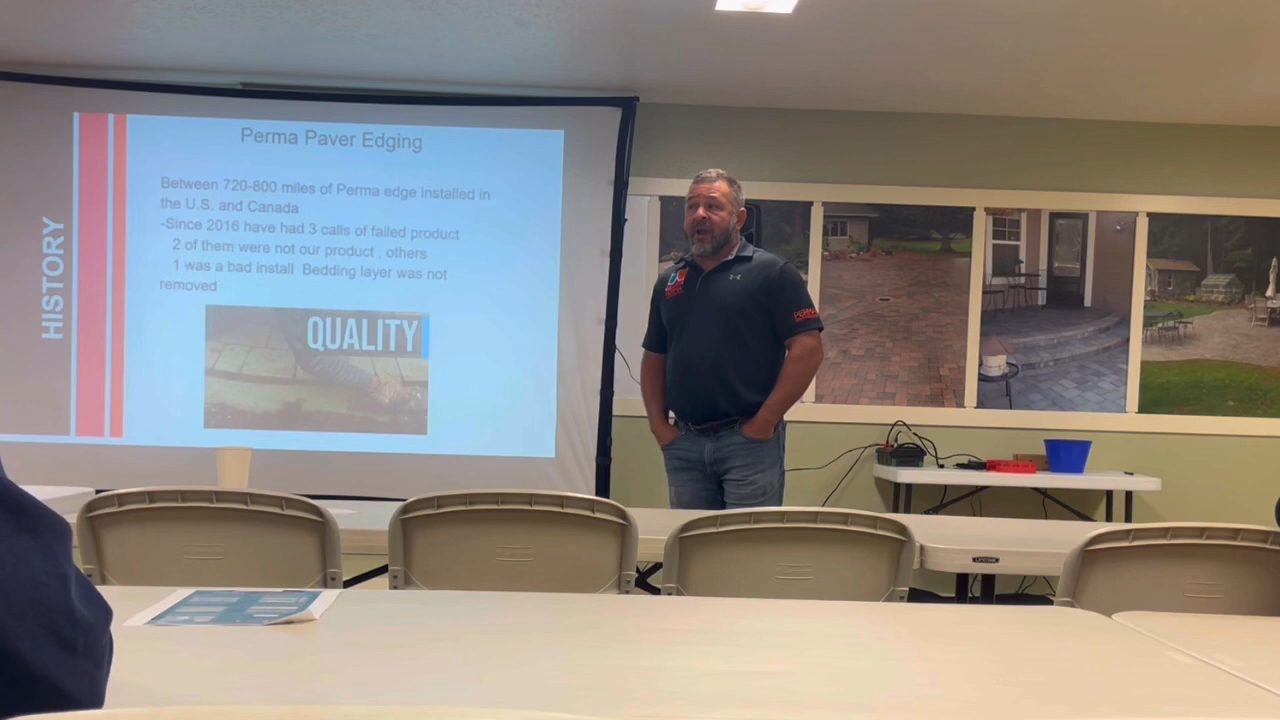 Perma Paver Edging
Between 720-800 miles of Perma edge installed in
the U.S. and Canada
-Since 2016 have had 3 calls of failed product
2 of them were not our product , others
1 was a bad install Bedding layer was not
removed
HISTORY
QUALITY
LIFETIME